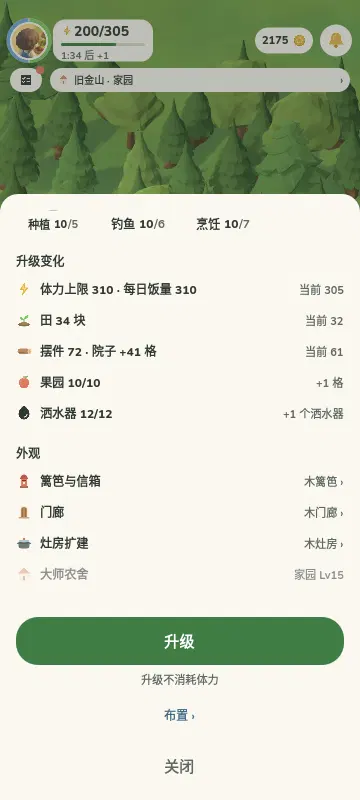 200/305
1:34 后 +1
2175
旧金山 · 家园 ›
种植 10/5 钓鱼 10/6 烹饪 10/7
升级变化
体力上限 310 · 每日饭量 310 当前 305
田 34 块 当前 32
摆件 72 · 院子 +41 格 当前 61
果园 10/10 +1 格
洒水器 12/12 +1 个洒水器
外观
篱笆与信箱 木篱笆 ›
门廊 木门廊 ›
灶房扩建 木灶房 ›
大师农舍 家园 Lv15
升级
升级不消耗体力
布置 ›
关闭